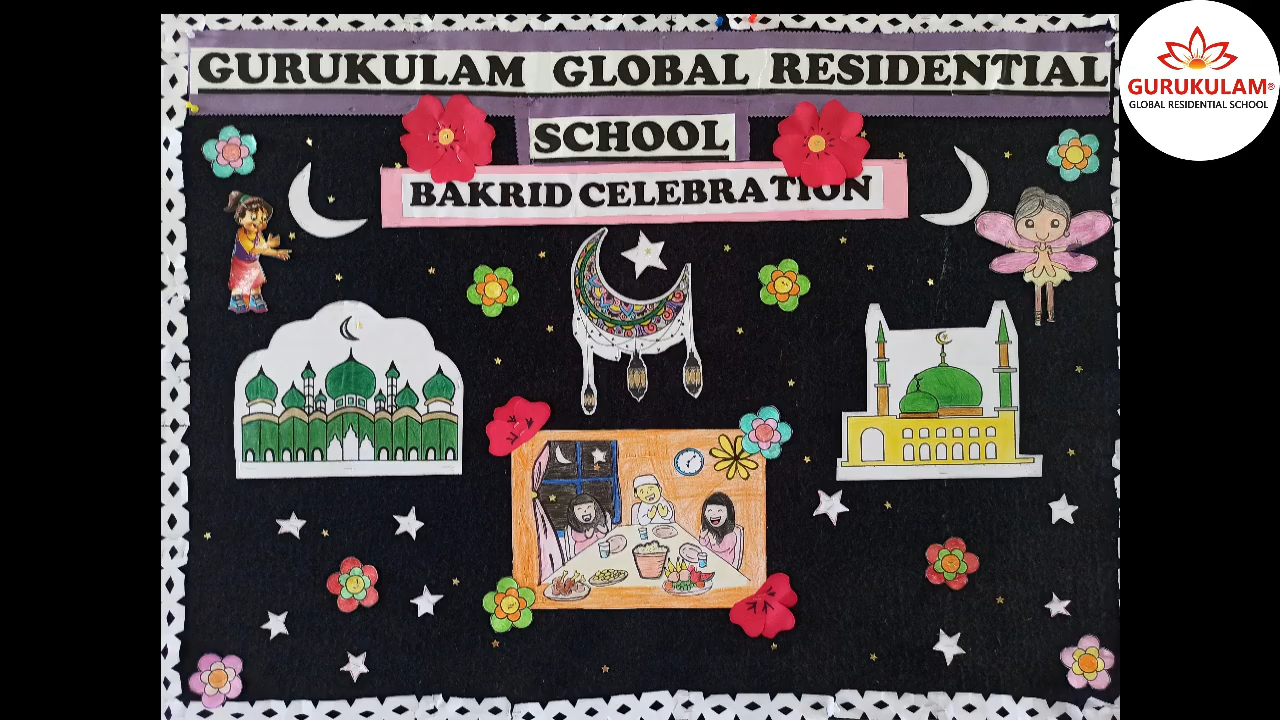 GURUKULAM GLOBAL RESIDENTIAL
SCHOOL
BAKRID CELEBRATION
GURUKULAM®
GLOBAL RESIDENTIAL SCHOOL